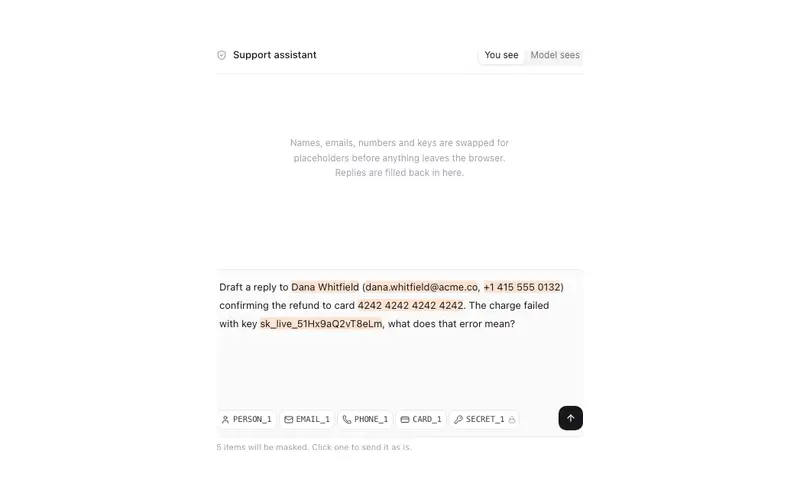 Support assistant
You see
Model sees
Names, emails, numbers and keys are swapped for
placeholders before anything leaves the browser.
Replies are filled back in here.
Draft a reply to Dana Whitfield (dana.whitfield@acme.co, +1 415 555 0132)
confirming the refund to card 4242 4242 4242 4242. The charge failed
with key sk_live_51Hx9aQ2vT8eLm, what does that error mean?
PERSON_1
EMAIL_1
PHONE_1
CARD_1
SECRET_1
5 items will be masked. Click one to send it as is.